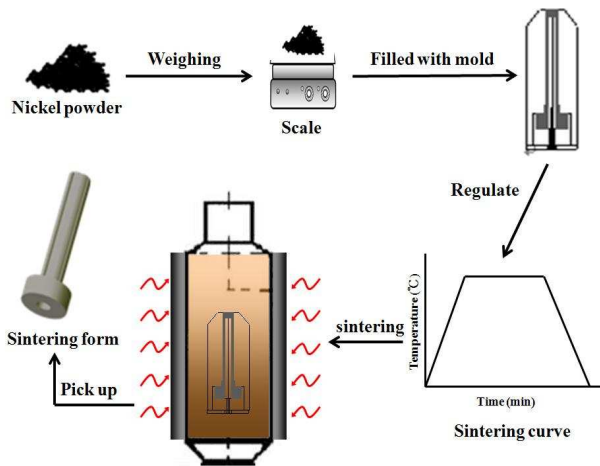 Weighing
Filled with mold
Nickel powder
Scale
Regulate
Temperature(℃)
sintering
Sintering form
Pick up
Time(min)
Sintering curve